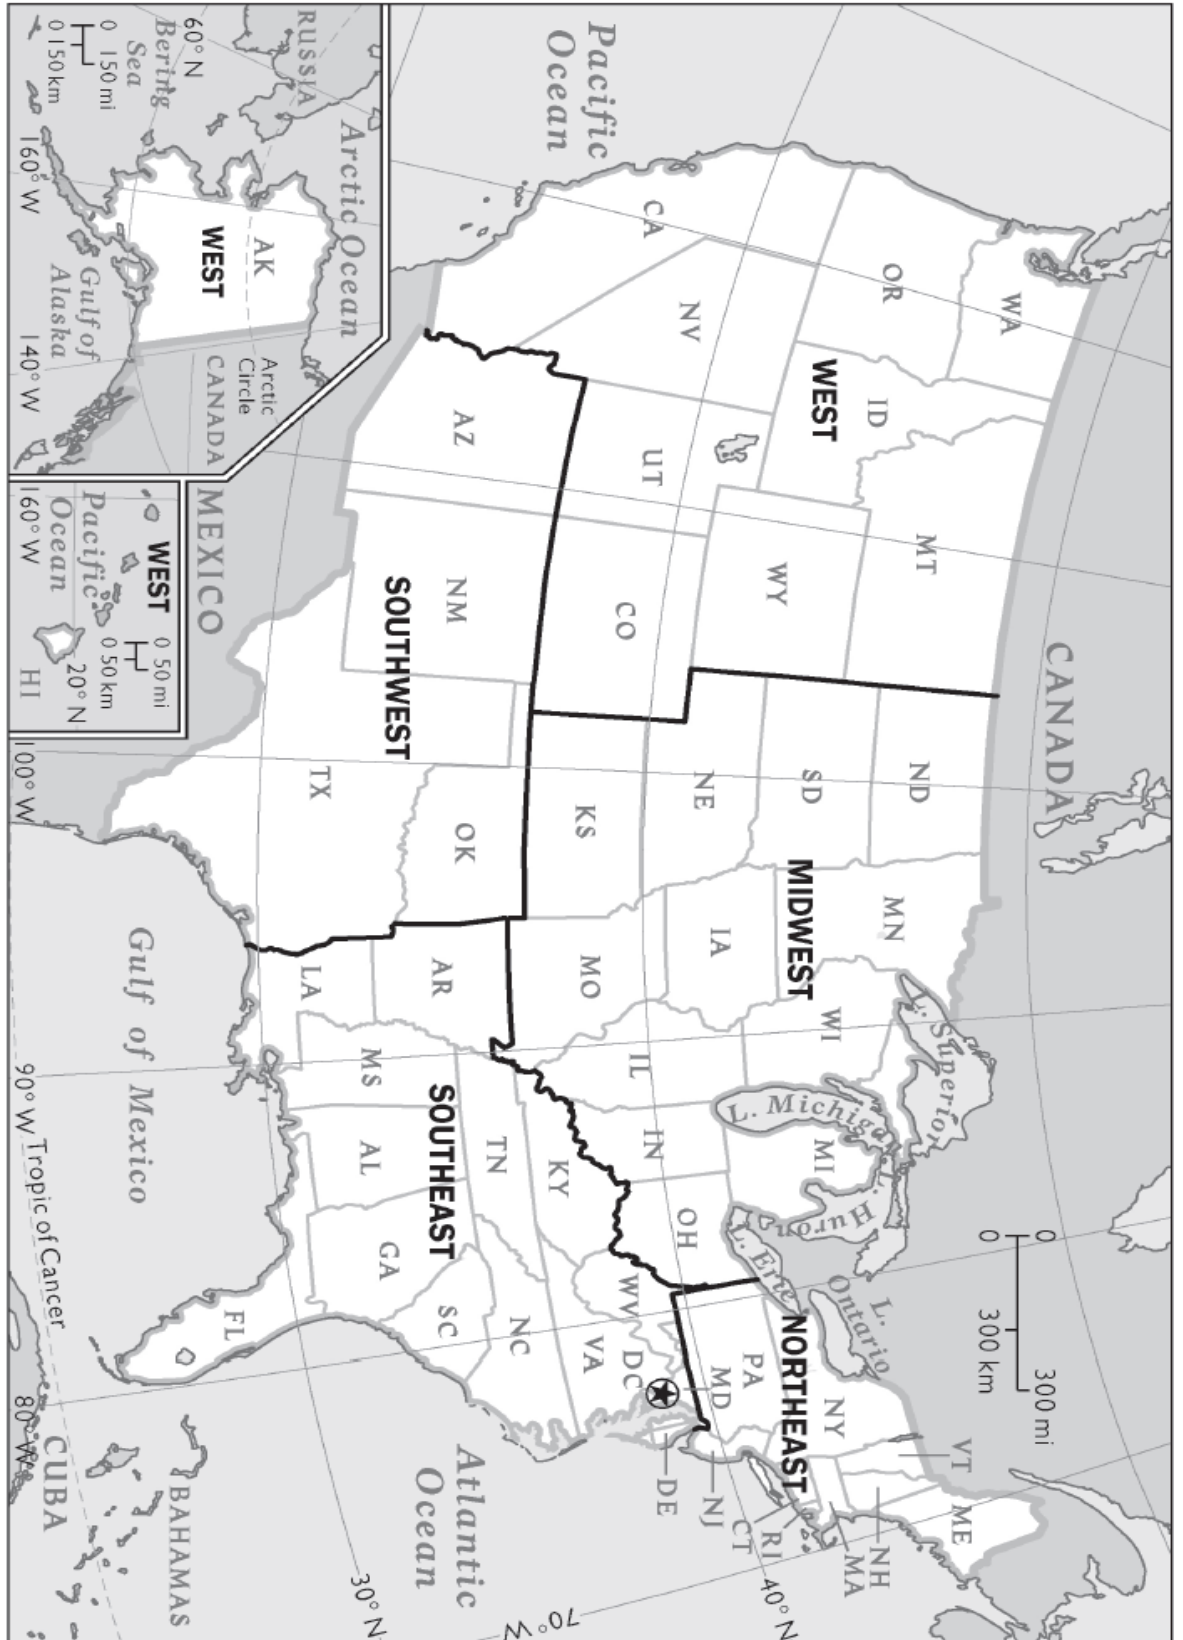 CANADA
0 300 mi
0 300 km
Pacific
Ocean
WA
OR
CA
NV
ID
MT
WY
UT
CO
AZ
NM
WEST
ND
SD
NE
KS
MN
IA
MO
WI
IL
IN
MI
OH
MIDWEST
L. Superior
L. Michigan
L. Huron
L. Erie
L.
Ontario
NORTHEAST
ME
VT
NH
MA
RI
CT
NJ
NY
PA
MD
DE
DC
WV
VA
KY
TN
NC
SC
GA
AL
MS
AR
LA
FL
SOUTHEAST
SOUTHWEST
OK
TX
MEXICO
Gulf of Mexico
Atlantic
Ocean
BAHAMAS
CUBA
Tropic of Cancer
40° N
30° N
70° W
80° W
90° W
100° W
RUSSIA
Arctic Ocean
60° N
Bering
Sea
AK
WEST
Arctic
Circle
CANADA
Gulf of
Alaska
0 150 mi
0 150 km
160° W
140° W
WEST
0 50 mi
0 50 km
Pacific
Ocean
20° N
HI
160° W